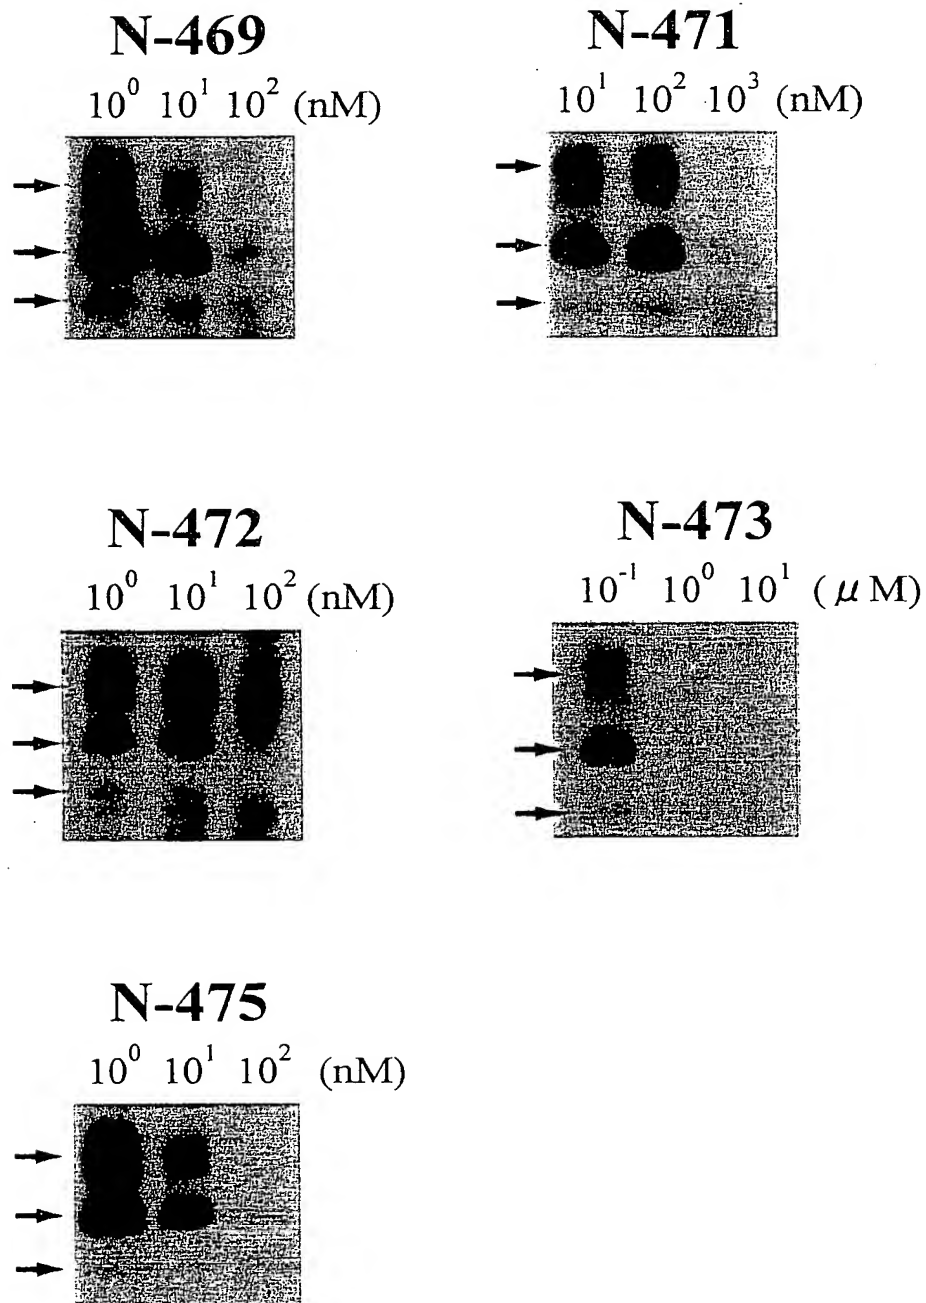 N-469
10⁰ 10¹ 10² (nM)
N-471
10¹ 10² 10³ (nM)
N-472
10⁰ 10¹ 10² (nM)
N-473
10⁻¹ 10⁰ 10¹ (μM)
N-475
10⁰ 10¹ 10² (nM)